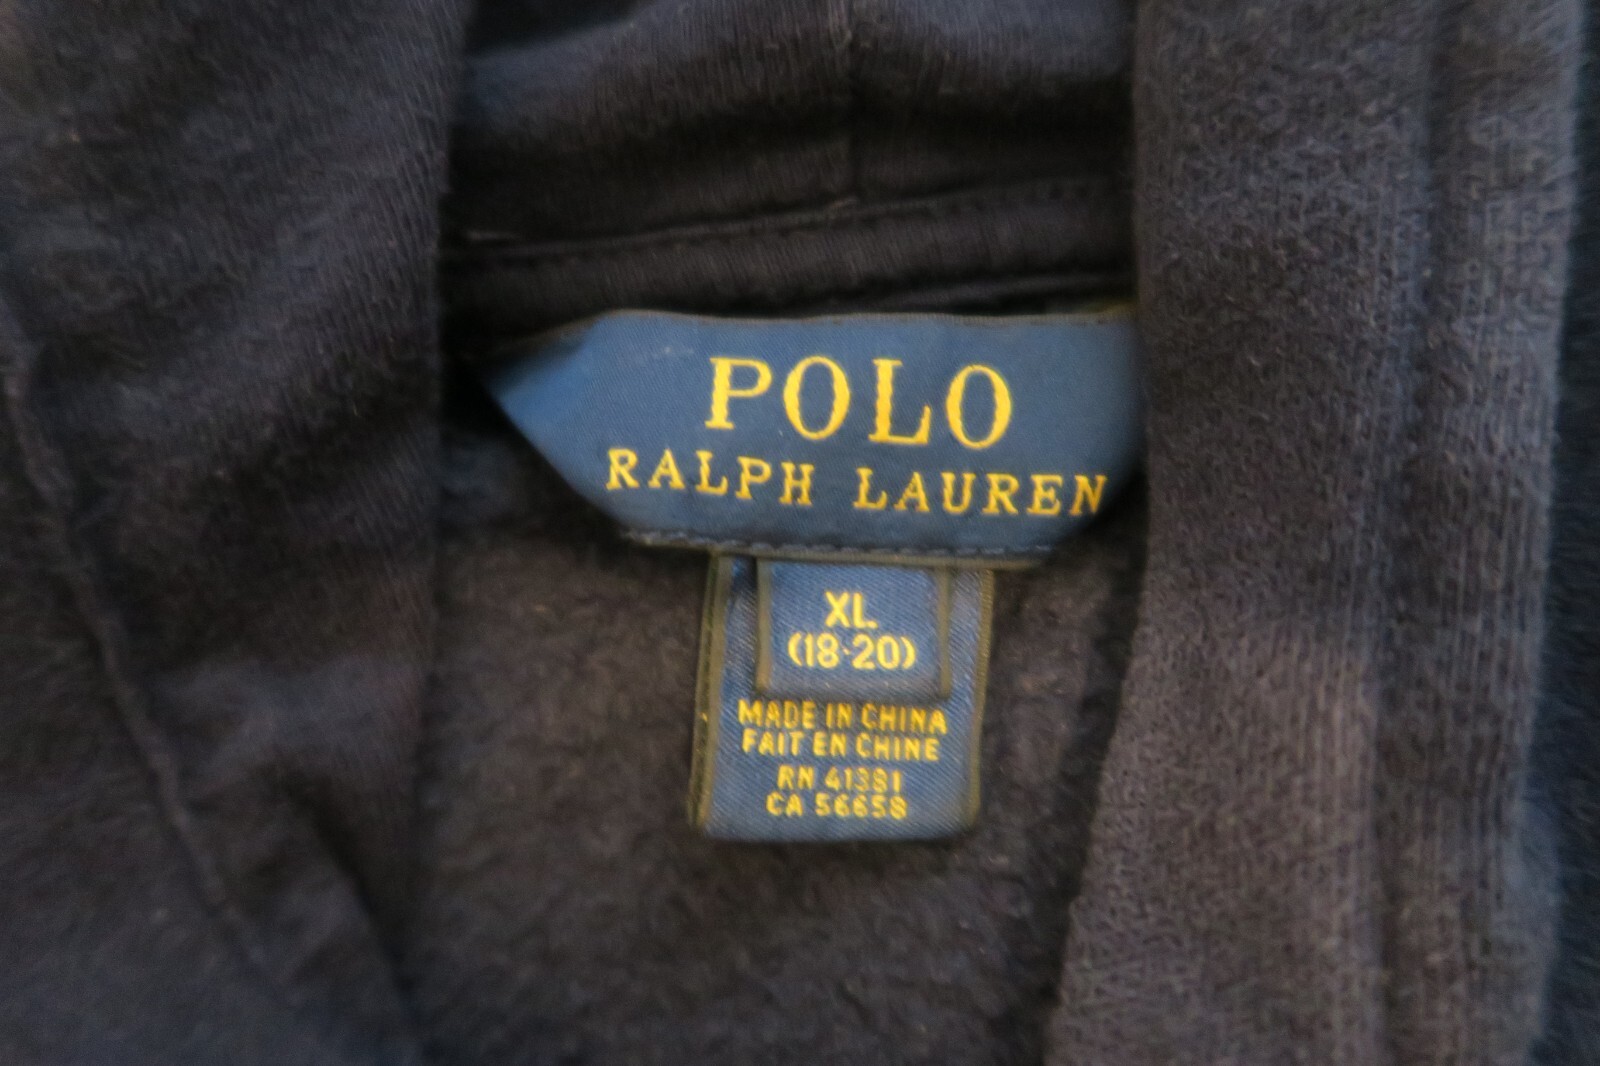 POLO
RALPH LAUREN
XL
(18-20)
MADE IN CHINA
FAIT EN CHINE
RN 41381
CA 56658